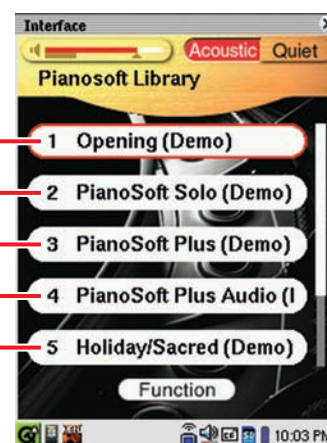 Interface
Acoustic Quiet
Pianosoft Library
1 Opening (Demo)
2 PianoSoft Solo (Demo)
3 PianoSoft Plus (Demo)
4 PianoSoft Plus Audio (
5 Holiday/Sacred (Demo)
Function
10:03 PM